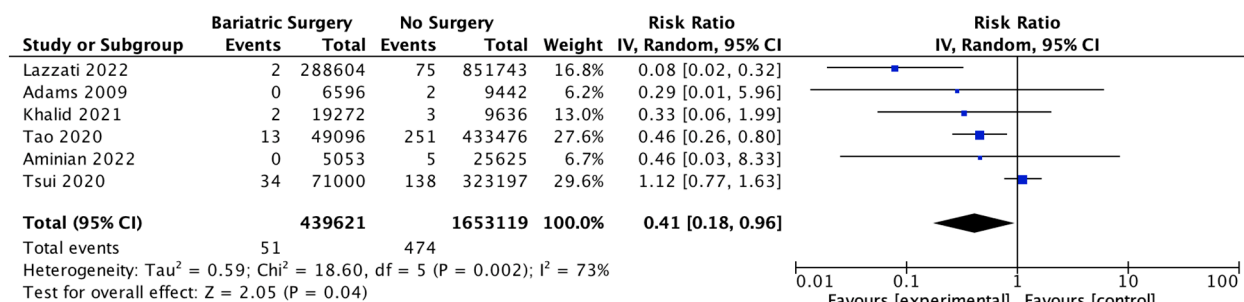 Bariatric Surgery No Surgery Risk Ratio Risk Ratio
Study or Subgroup Events Total Events Total Weight IV, Random, 95% CI IV, Random, 95% CI
Lazzati 2022 2 288604 75 851743 16.8% 0.08 [0.02, 0.32]
Adams 2009 0 6596 2 9442 6.2% 0.29 [0.01, 5.96]
Khalid 2021 2 19272 3 9636 13.0% 0.33 [0.06, 1.99]
Tao 2020 13 49096 251 433476 27.6% 0.46 [0.26, 0.80]
Aminian 2022 0 5053 5 25625 6.7% 0.46 [0.03, 8.33]
Tsui 2020 34 71000 138 323197 29.6% 1.12 [0.77, 1.63]
Total (95% CI) 439621 1653119 100.0% 0.41 [0.18, 0.96]
Total events 51 474
Heterogeneity: Tau² = 0.59; Chi² = 18.60, df = 5 (P = 0.002); I² = 73%
Test for overall effect: Z = 2.05 (P = 0.04)
0.01 0.1 1 10 100
Favours [experimental] Favours [control]